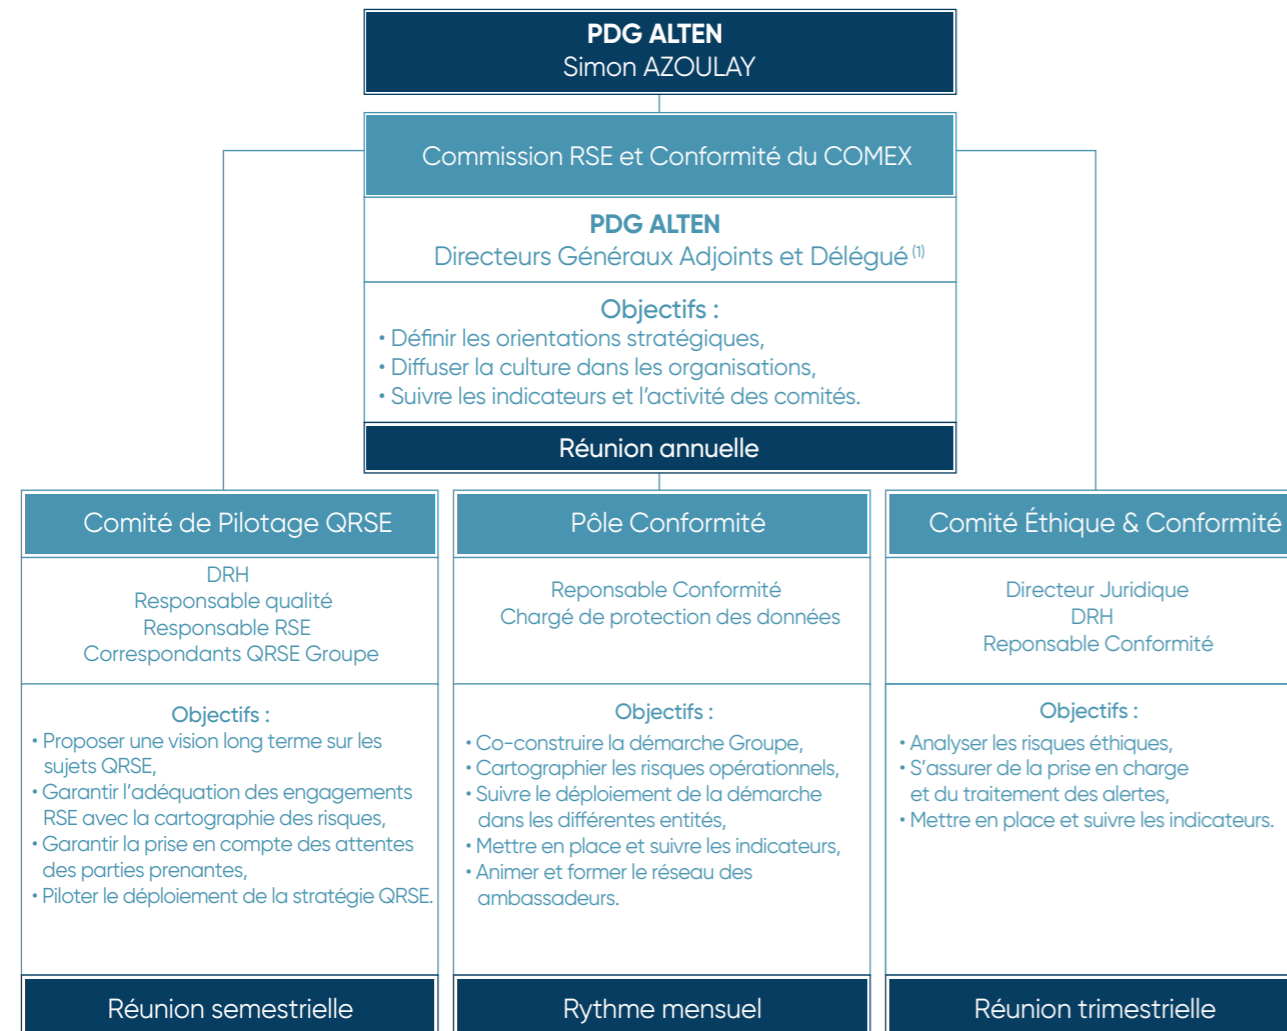 PDG ALTEN
Simon AZOULAY
Commission RSE et Conformité du COMEX
PDG ALTEN
Directeurs Généraux Adjoints et Délégué (1)
Objectifs :
• Définir les orientations stratégiques,
• Diffuser la culture dans les organisations,
• Suivre les indicateurs et l'activité des comités.
Réunion annuelle
Comité de Pilotage QRSE
DRH
Responsable qualité
Responsable RSE
Correspondants QRSE Groupe
Objectifs :
• Proposer une vision long terme sur les
sujets QRSE,
• Garantir l'adéquation des engagements
RSE avec la cartographie des risques,
• Garantir la prise en compte des attentes
des parties prenantes,
• Piloter le déploiement de la stratégie QRSE.
Réunion semestrielle
Pôle Conformité
Reponsable Conformité
Chargé de protection des données
Objectifs :
• Co-construire la démarche Groupe,
• Cartographier les risques opérationnels,
• Suivre le déploiement de la démarche
dans les différentes entités,
• Mettre en place et suivre les indicateurs,
• Animer et former le réseau des
ambassadeurs.
Rythme mensuel
Comité Éthique & Conformité
Directeur Juridique
DRH
Reponsable Conformité
Objectifs :
• Analyser les risques éthiques,
• S'assurer de la prise en charge
et du traitement des alertes,
• Mettre en place et suivre les indicateurs.
Réunion trimestrielle